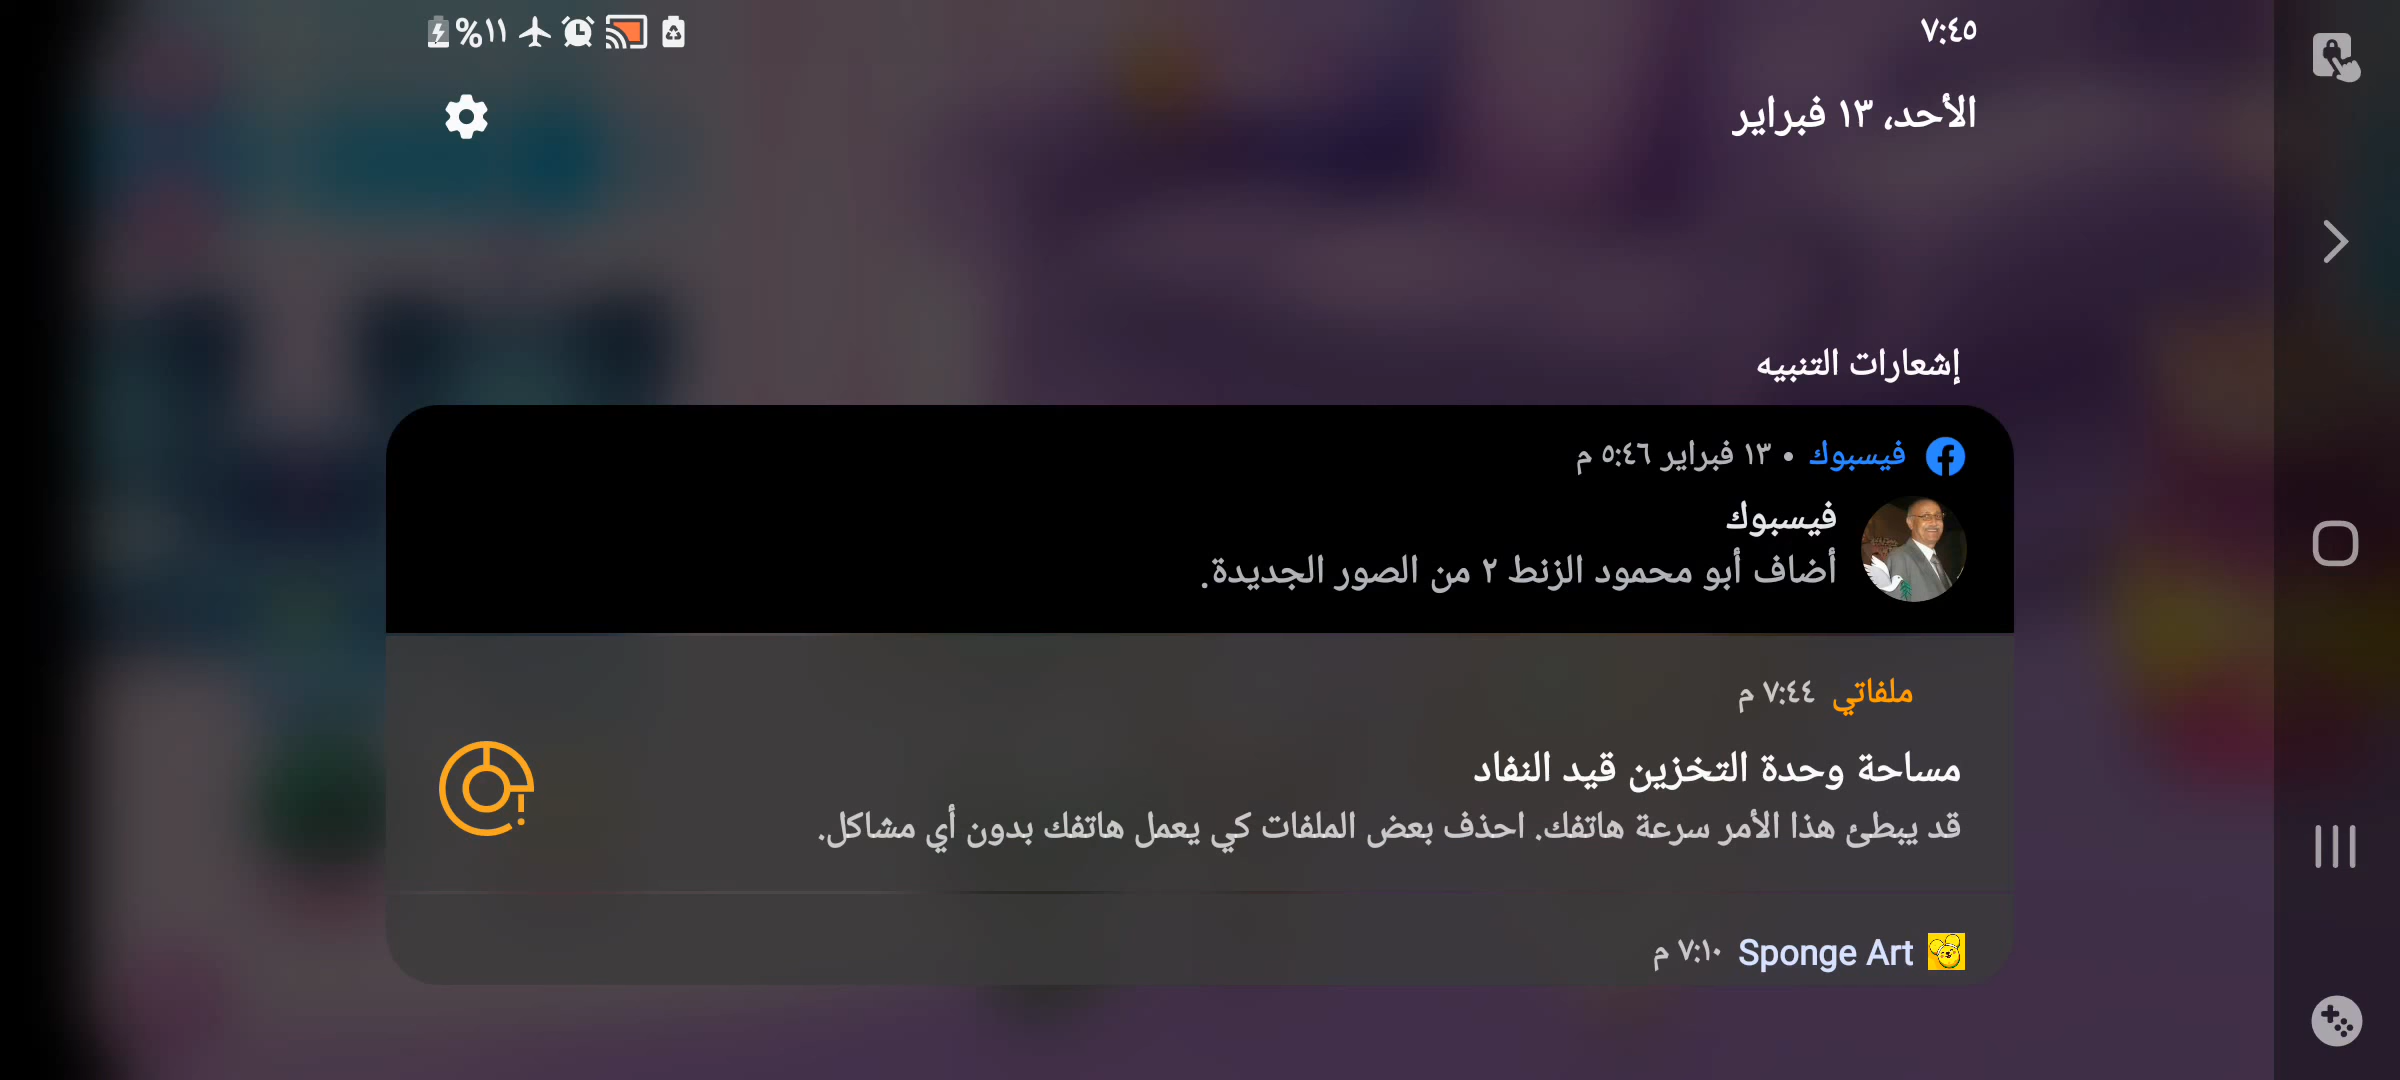 ٧:٤٥
%١١
الأحد، ١٣ فبراير
إشعارات التنبيه
فيسبوك • ١٣ فبراير ٥:٤٦ م
فيسبوك
أضاف أبو محمود الزنط ٢ من الصور الجديدة.
ملفاتي ٧:٤٤ م
مساحة وحدة التخزين قيد النفاد
قد يبطئ هذا الأمر سرعة هاتفك. احذف بعض الملفات كي يعمل هاتفك بدون أي مشاكل.
Sponge Art ٧:١٠ م